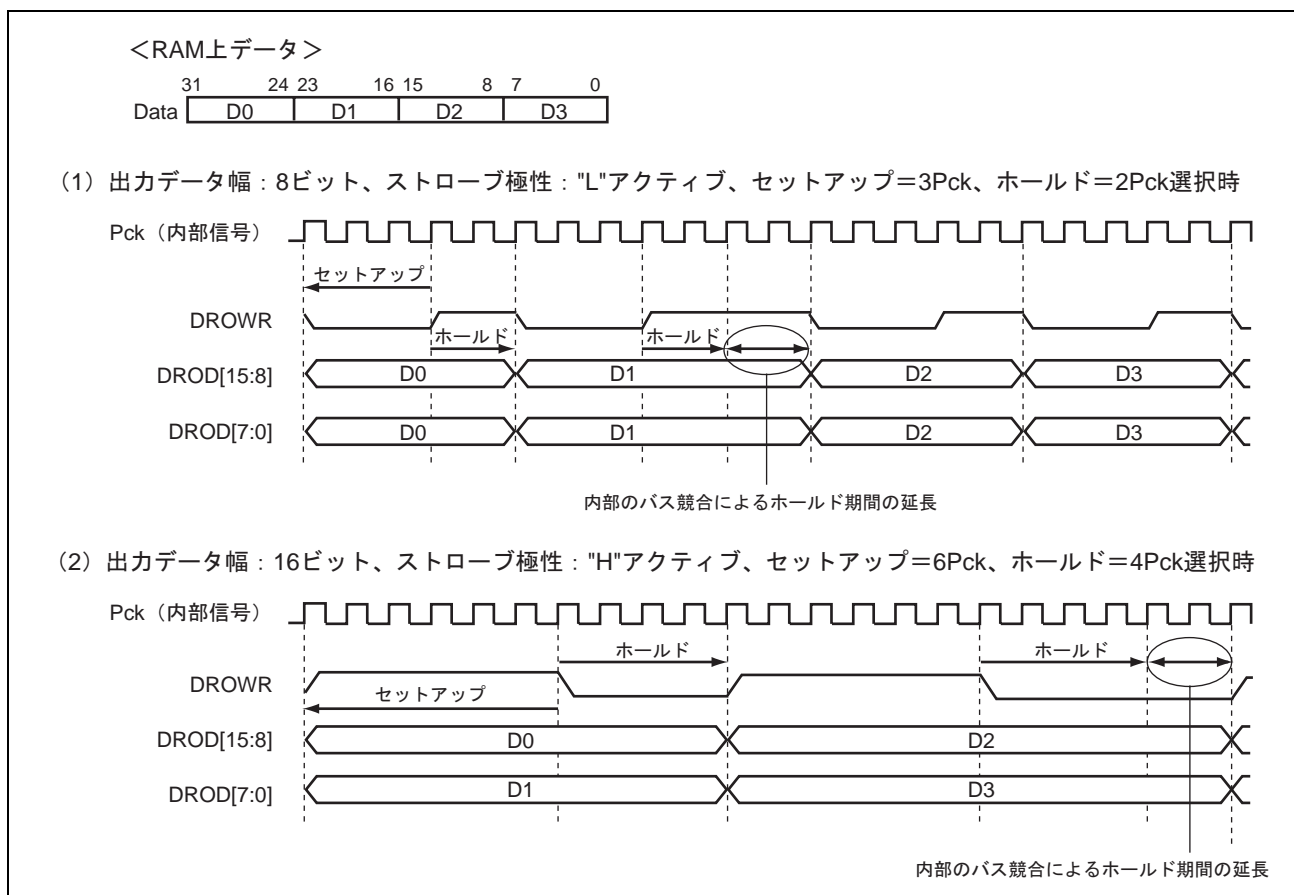 ＜RAM上データ＞
31 24 23 16 15 8 7 0
Data D0 D1 D2 D3
（1）出力データ幅：8ビット、ストローブ極性："L"アクティブ、セットアップ＝3Pck、ホールド＝2Pck選択時
Pck（内部信号）
セットアップ
DROWR
ホールド ホールド
DROD[15:8] D0 D1 D2 D3
DROD[7:0] D0 D1 D2 D3
内部のバス競合によるホールド期間の延長
（2）出力データ幅：16ビット、ストローブ極性："H"アクティブ、セットアップ＝6Pck、ホールド＝4Pck選択時
Pck（内部信号）
ホールド ホールド
DROWR
セットアップ
DROD[15:8] D0 D2
DROD[7:0] D1 D3
内部のバス競合によるホールド期間の延長